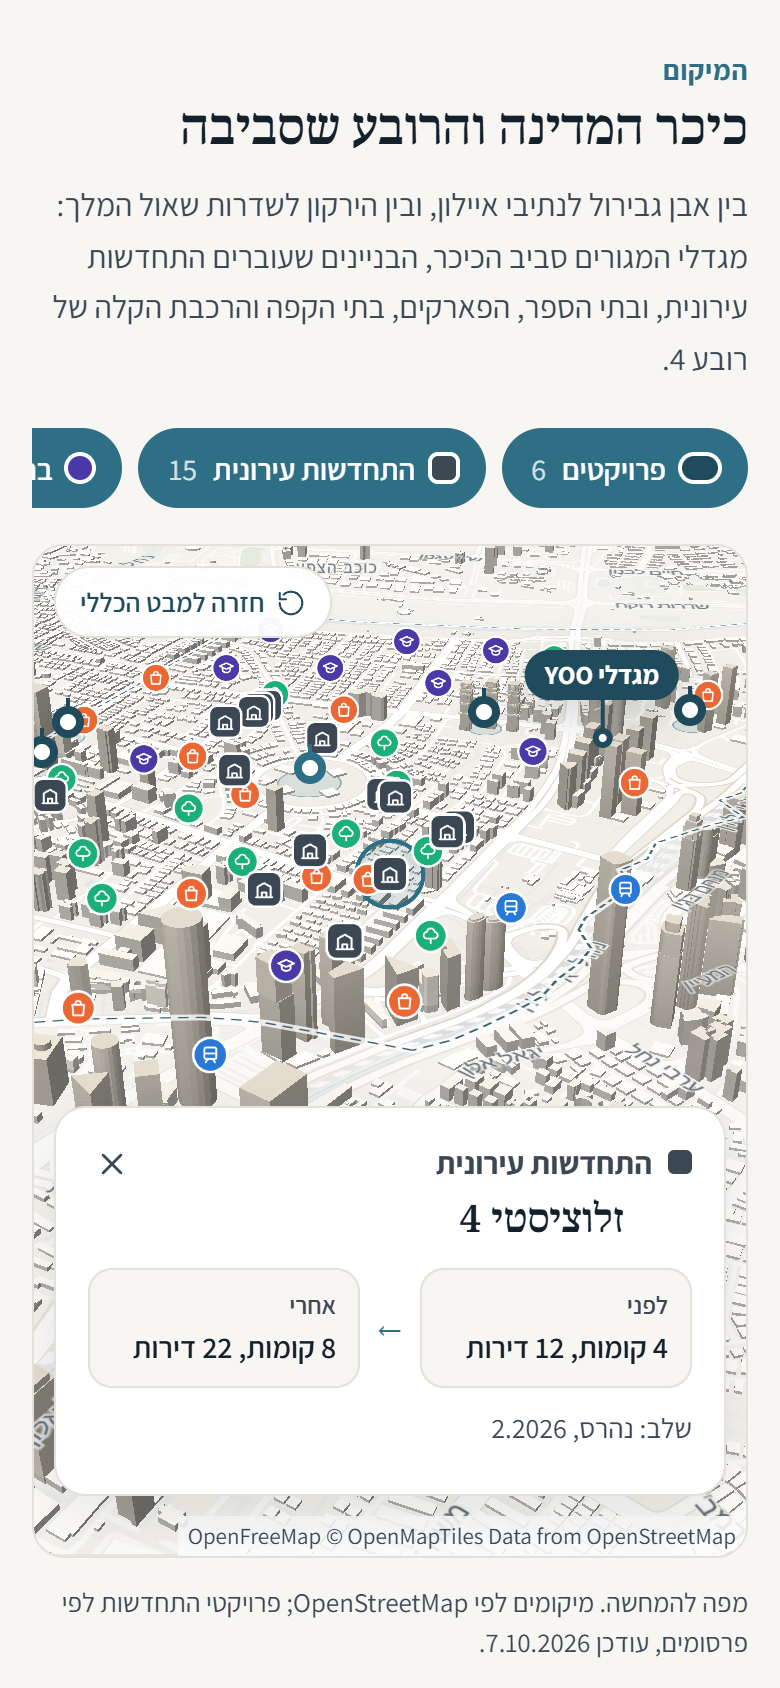 המיקום
כיכר המדינה והרובע שסביבה
בין אבן גבירול לנתיבי איילון, ובין הירקון לשדרות שאול המלך:
מגדלי המגורים סביב הכיכר, הבניינים שעוברים התחדשות
עירונית, ובתי הספר, הפארקים, בתי הקפה והרכבת הקלה של
רובע 4.
פרויקטים 6
התחדשות עירונית 15
חזרה למבט הכללי
מגדלי YOO
יגאל אלון
ערבי נחל
התחדשות עירונית
זלוציסטי 4
לפני
4 קומות, 12 דירות
←
אחרי
8 קומות, 22 דירות
שלב: נהרס, 2.2026
OpenFreeMap © OpenMapTiles Data from OpenStreetMap
מפה להמחשה. מיקומים לפי OpenStreetMap; פרויקטי התחדשות לפי
פרסומים, עודכן 7.10.2026.